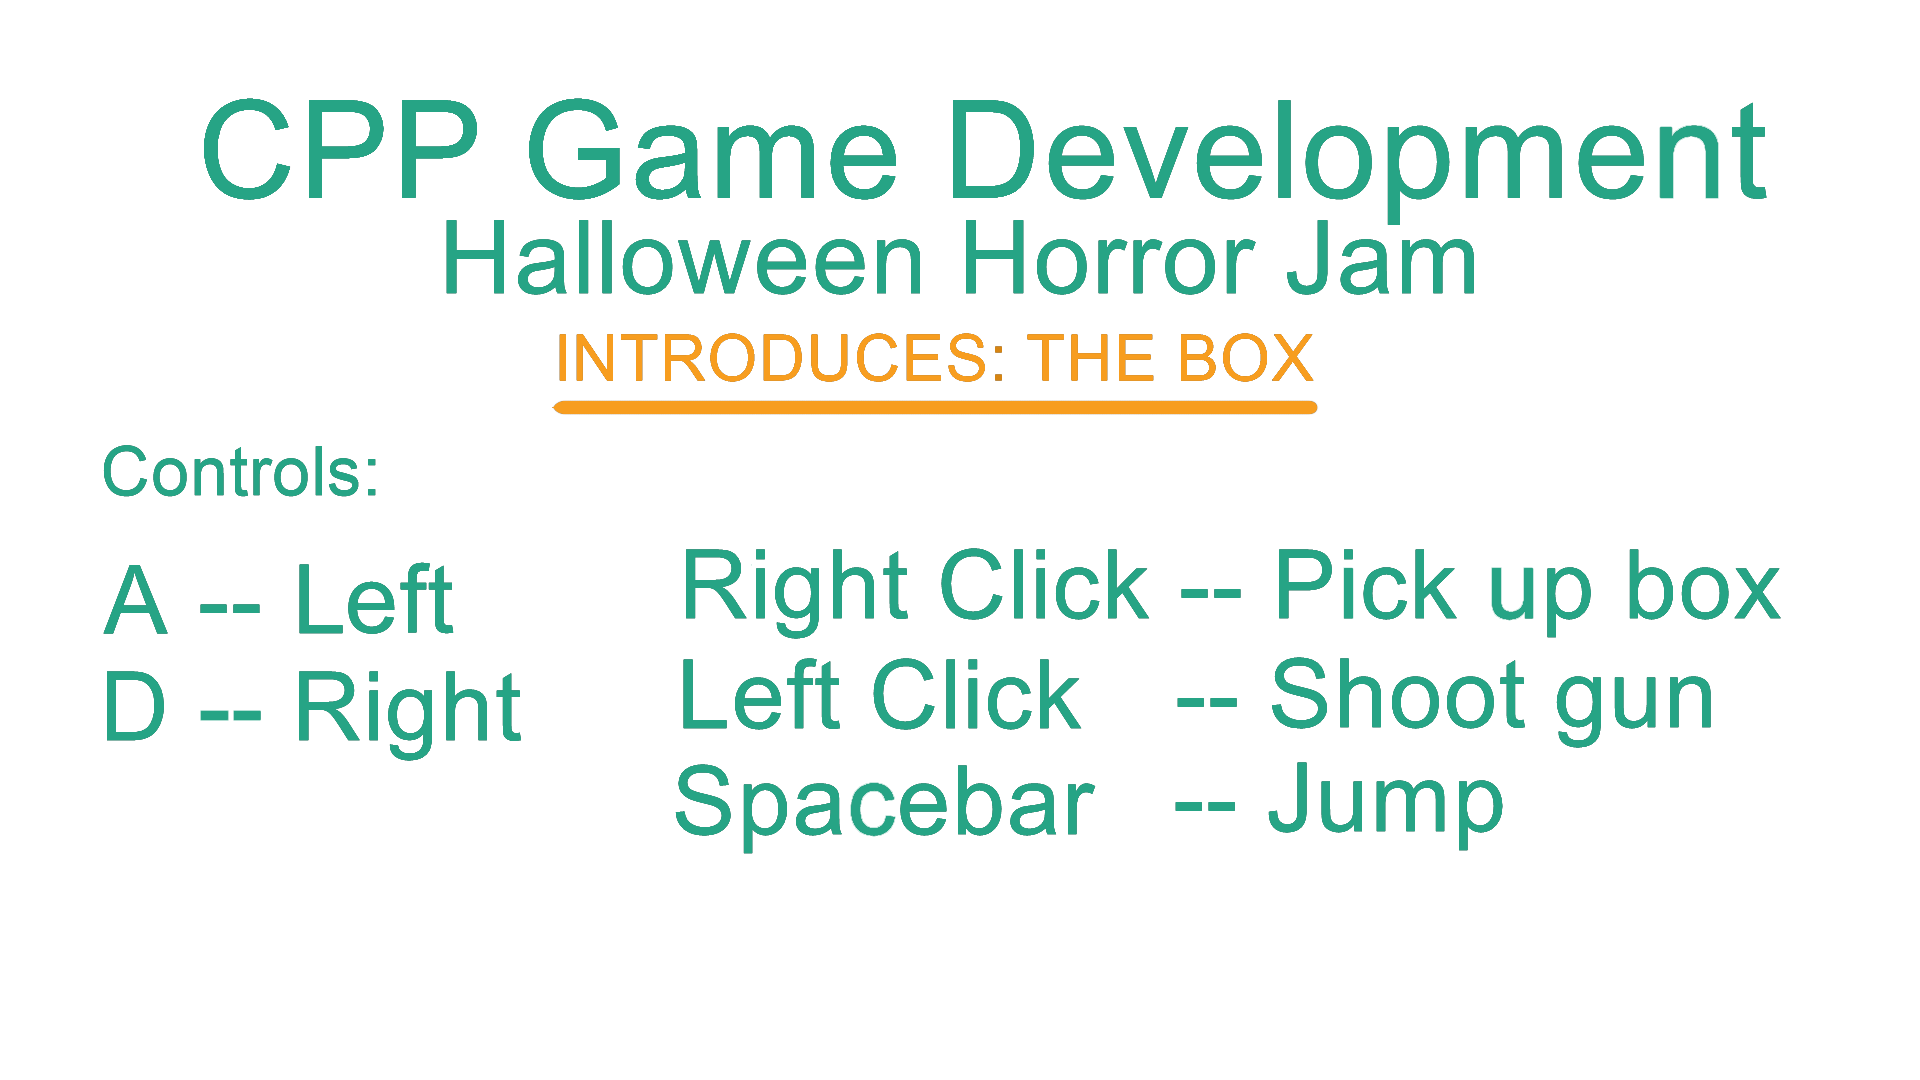 CPP Game Development
Halloween Horror Jam
INTRODUCES: THE BOX
Controls:
A -- Left
D -- Right
Right Click -- Pick up box
Left Click -- Shoot gun
Spacebar -- Jump